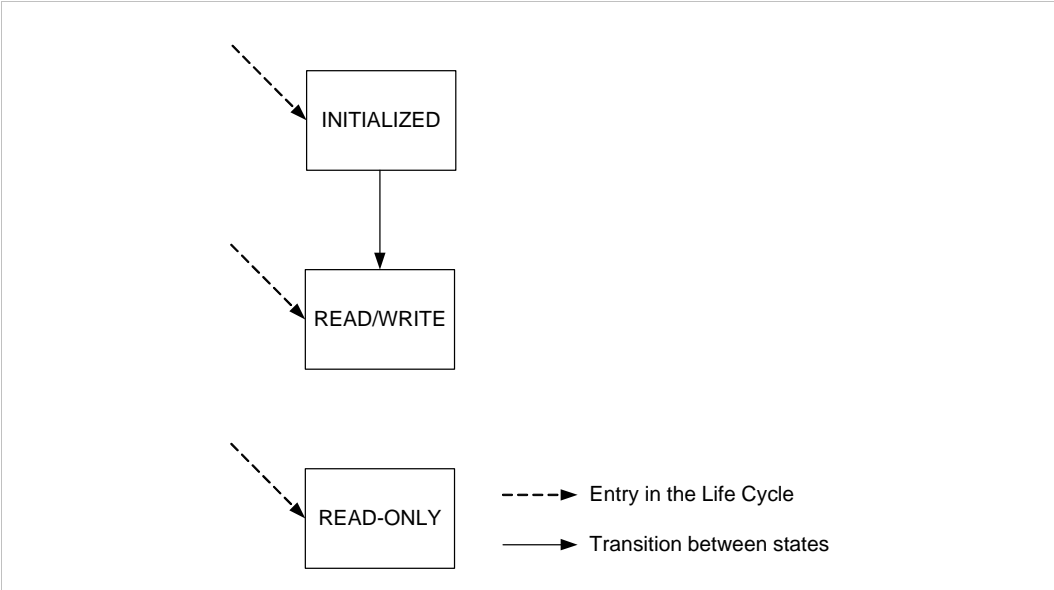 INITIALIZED
READ/WRITE
READ-ONLY
Entry in the Life Cycle
Transition between states